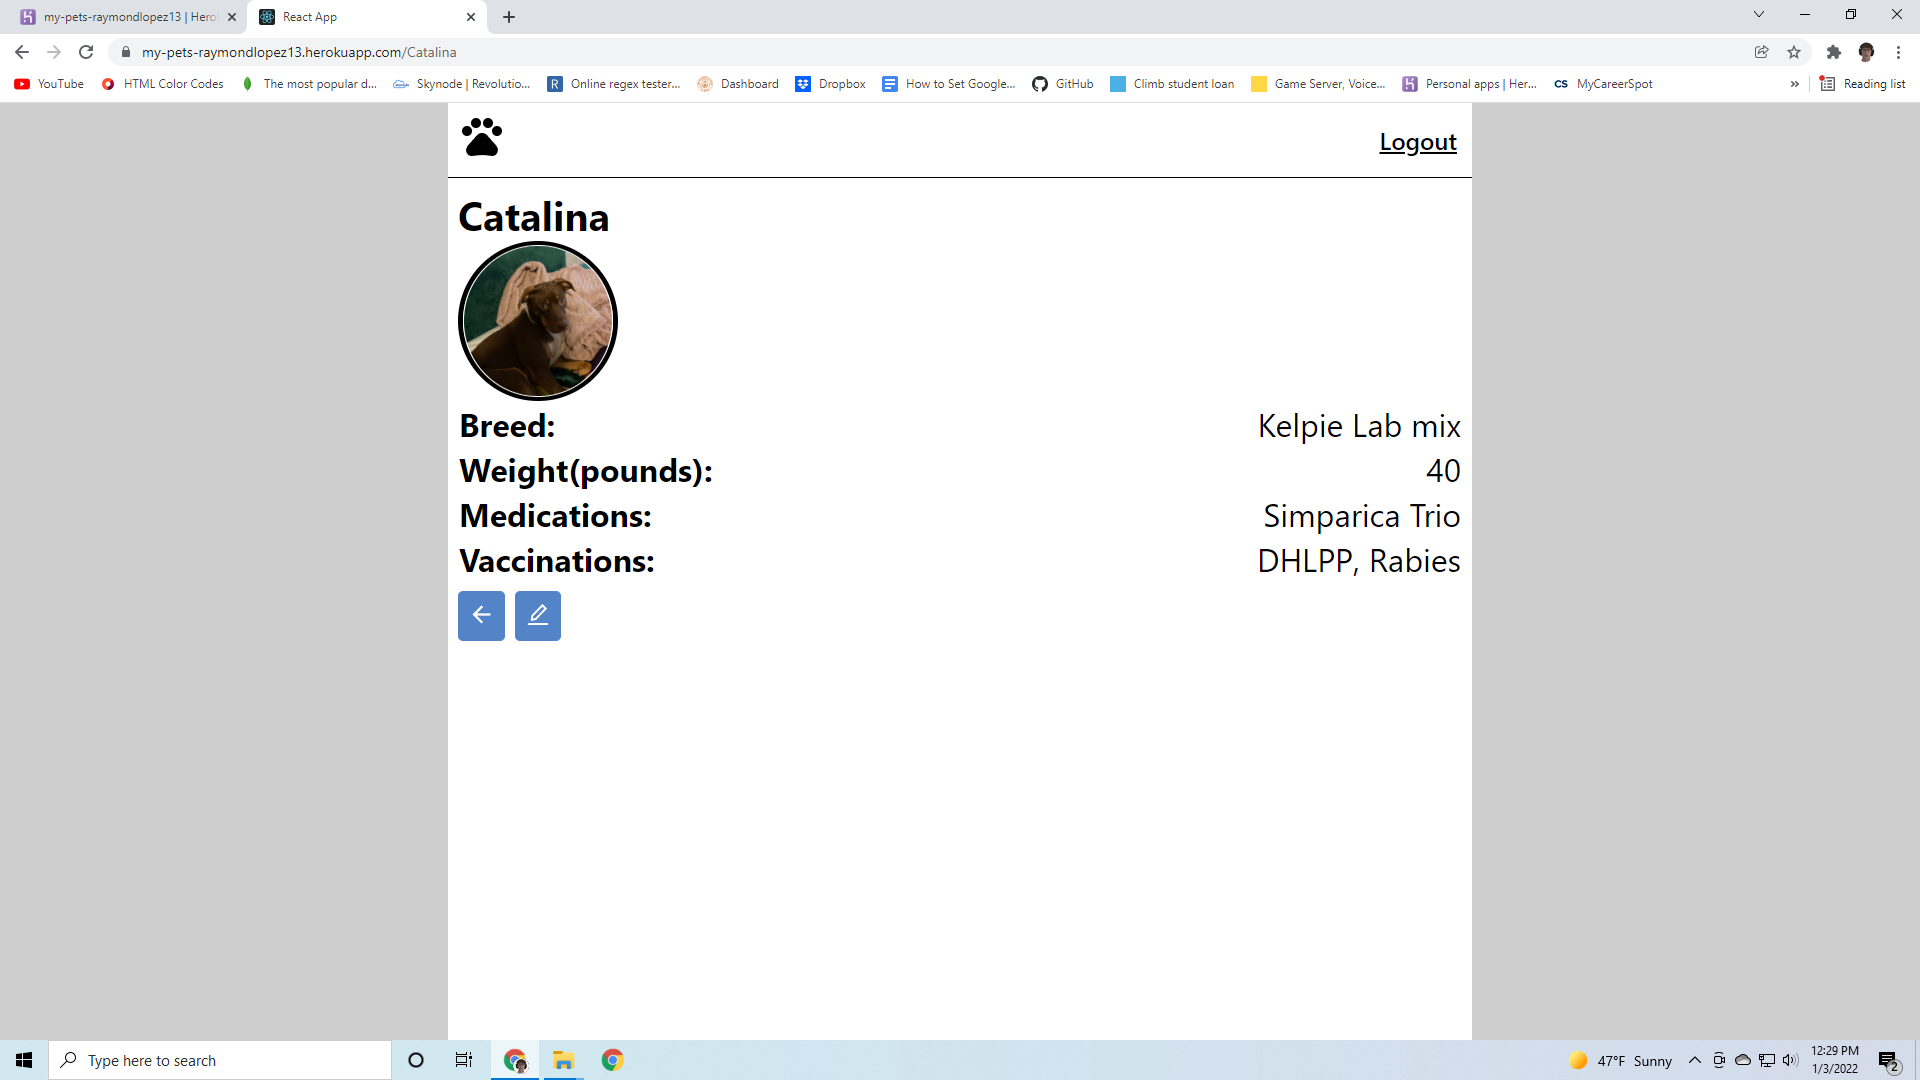 my-pets-raymondlopez13 | Hero
React App
my-pets-raymondlopez13.herokuapp.com/Catalina
YouTube
HTML Color Codes
The most popular d...
Skynode | Revolutio...
R
Online regex tester...
Dashboard
Dropbox
How to Set Google...
GitHub
Climb student loan
Game Server, Voice...
Personal apps | Her...
CS
MyCareerSpot
»
Reading list
Logout
Catalina
Breed: Kelpie Lab mix
Weight(pounds): 40
Medications: Simparica Trio
Vaccinations: DHLPP, Rabies
Type here to search
47°F Sunny
12:29 PM
1/3/2022
2